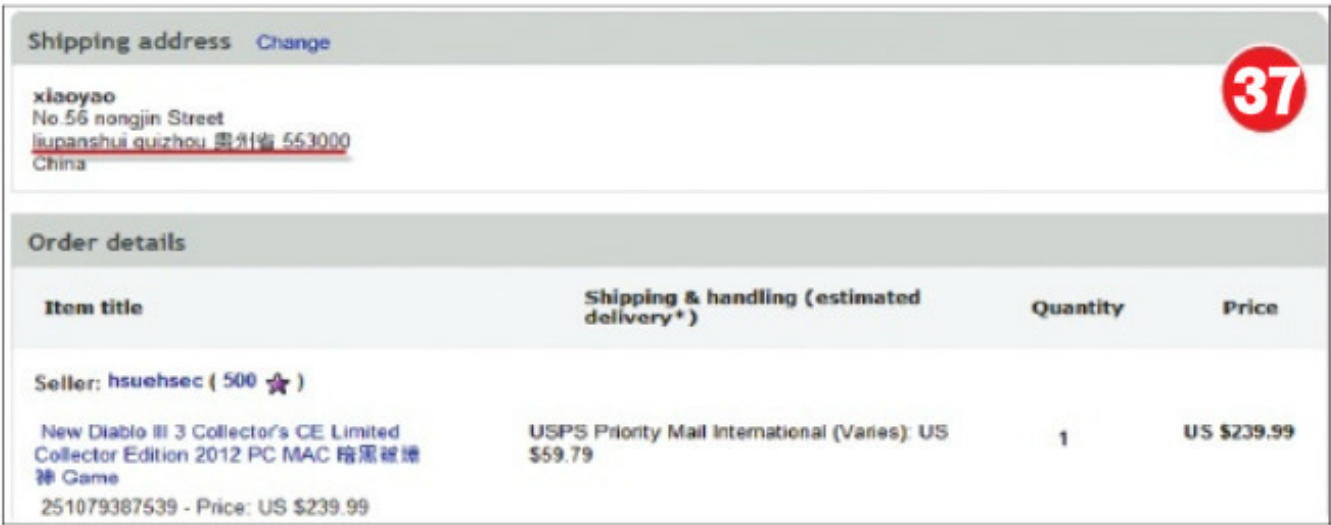 Shipping address Change
37
xiaoyao
No.56 nongjin Street
liupanshui quizhou 贵州省 553000
China
Order details
Item title
Shipping & handling (estimated
delivery*)
Quantity
Price
Seller: hsuehsec ( 500 )
New Diablo III 3 Collector's CE Limited
Collector Edition 2012 PC MAC 暗黑破壞
神 Game
USPS Priority Mail International (Varies): US
$59.79
1
US $239.99
251079387539 - Price: US $239.99